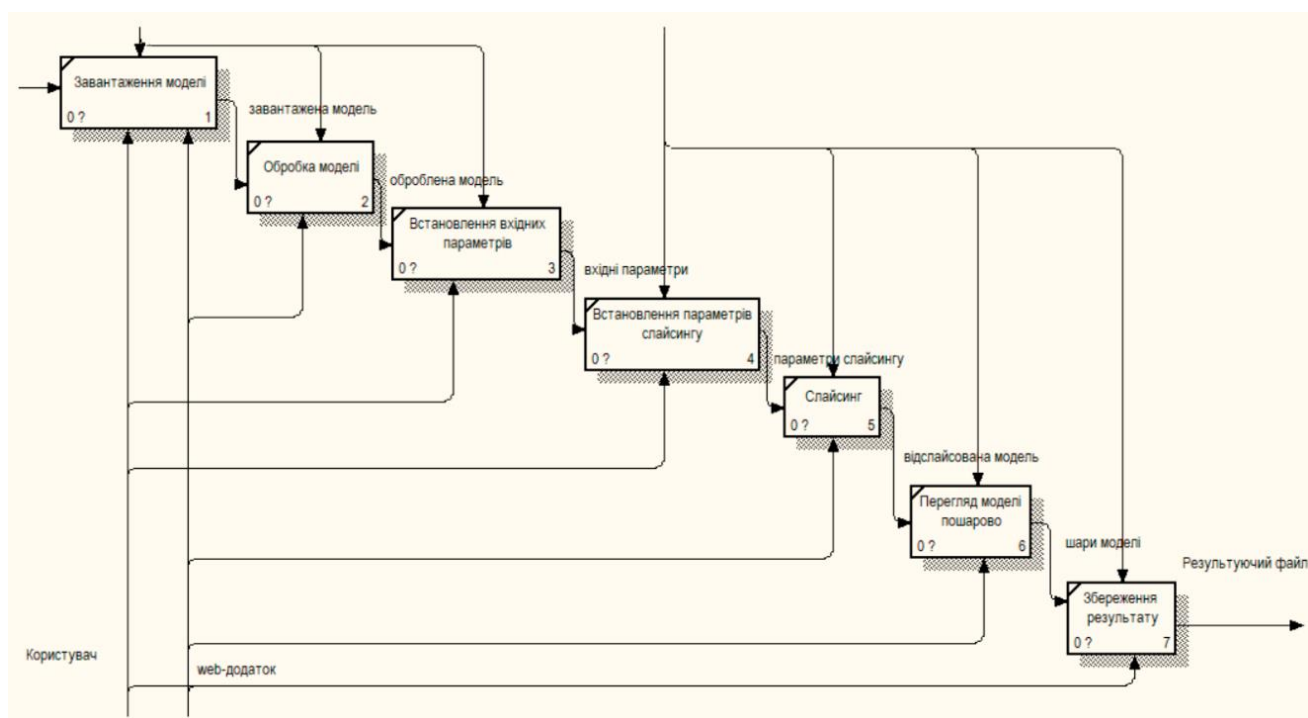 Завантаження моделі
0 ?
1
завантажена модель
Обробка моделі
0 ?
2
оброблена модель
Встановлення вхідних
параметрів
0 ?
3
вхідні параметри
Встановлення параметрів
слайсингу
0 ?
4
параметри слайсингу
Слайсинг
0 ?
5
відслайсована модель
Перегляд моделі
пошарово
0 ?
6
шари моделі
Результуючий файл
Збереження
результату
0 ?
7
Користувач
web-додаток